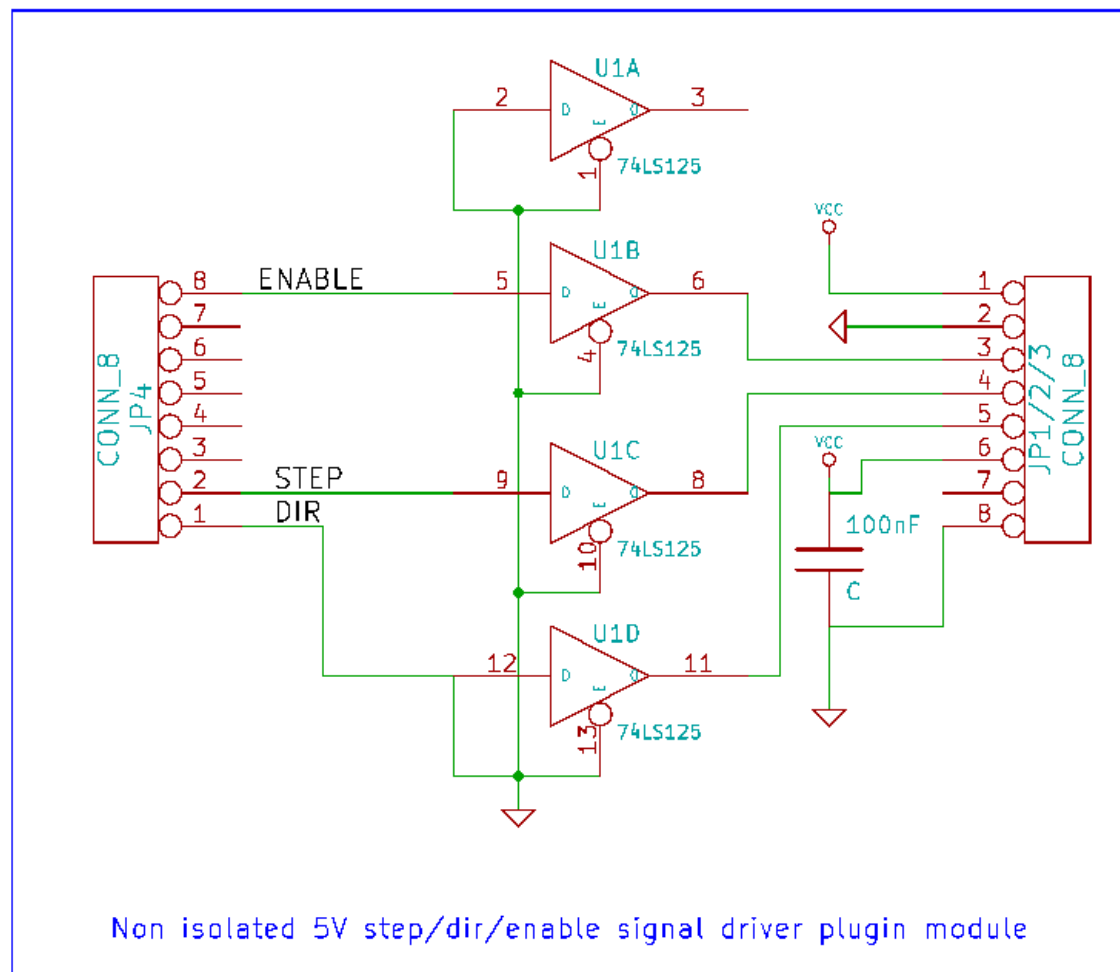 U1A
2
D
E
O
3
1
74LS125
VCC
U1B
8
ENABLE
5
D
E
O
6
1
7
4
74LS125
2
6
3
CONN_8
JP4
5
4
JP1/2/3
CONN_8
4
5
U1C
VCC
3
6
2
STEP
9
D
E
O
8
7
1
DIR
10
74LS125
100nF
8
C
U1D
12
D
E
O
11
13
74LS125
Non isolated 5V step/dir/enable signal driver plugin module